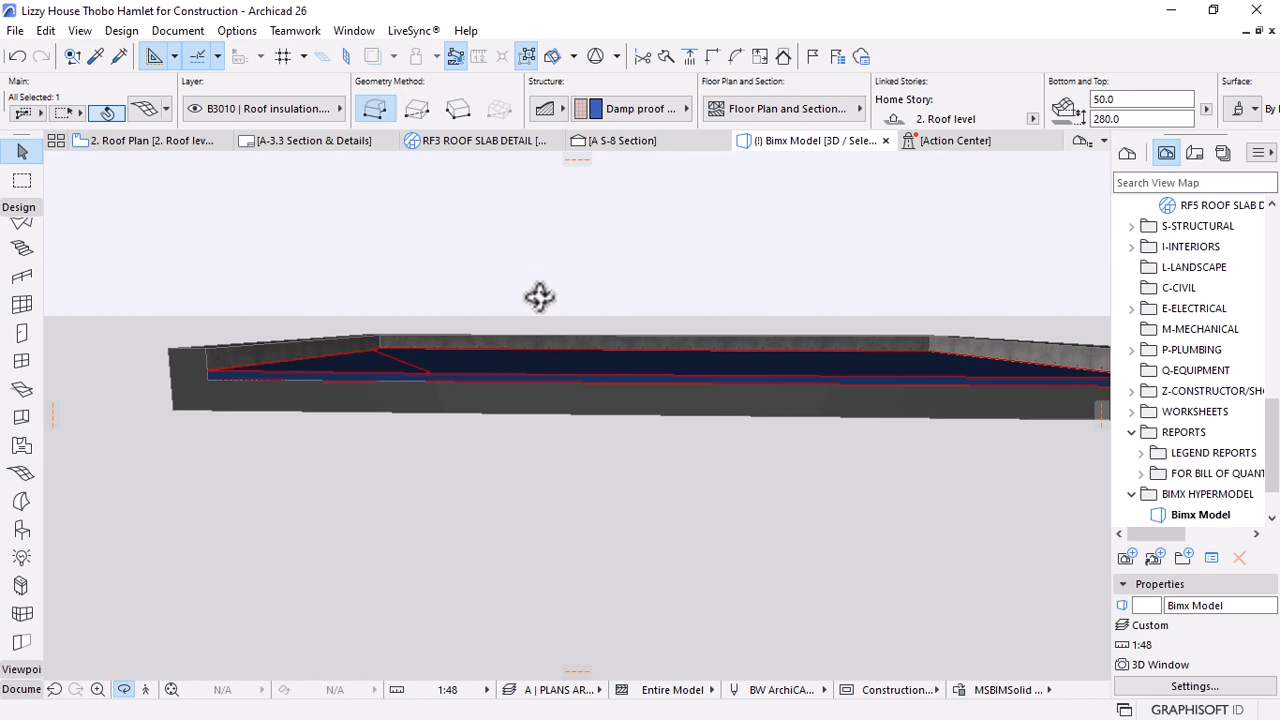 Lizzy House Thobo Hamlet for Construction - Archicad 26
File Edit View Design Document Options Teamwork Window LiveSync® Help
Main: Layer: Geometry Method: Structure: Floor Plan and Section: Linked Stories: Bottom and Top: Surface:
All Selected: 1 B3010 | Roof insulation.... Damp proof ... Floor Plan and Section... Home Story: 50.0 By l
2. Roof level 280.0
2. Roof Plan [2. Roof lev... [A-3.3 Section & Details] RF3 ROOF SLAB DETAIL [... [A S-8 Section] (!) Bimx Model [3D / Sele... [Action Center]
Search View Map
Design
RF5 ROOF SLAB D
S-STRUCTURAL
I-INTERIORS
L-LANDSCAPE
C-CIVIL
E-ELECTRICAL
M-MECHANICAL
P-PLUMBING
Q-EQUIPMENT
Z-CONSTRUCTOR/SH
WORKSHEETS
REPORTS
LEGEND REPORTS
FOR BILL OF QUANT
BIMX HYPERMODEL
Bimx Model
Properties
Bimx Model
Custom
1:48
3D Window
Settings...
Viewpoi
Docume N/A N/A 1:48 A | PLANS AR... Entire Model BW ArchiCA... Construction... MSBIMSolid ...
GRAPHISOFT ID